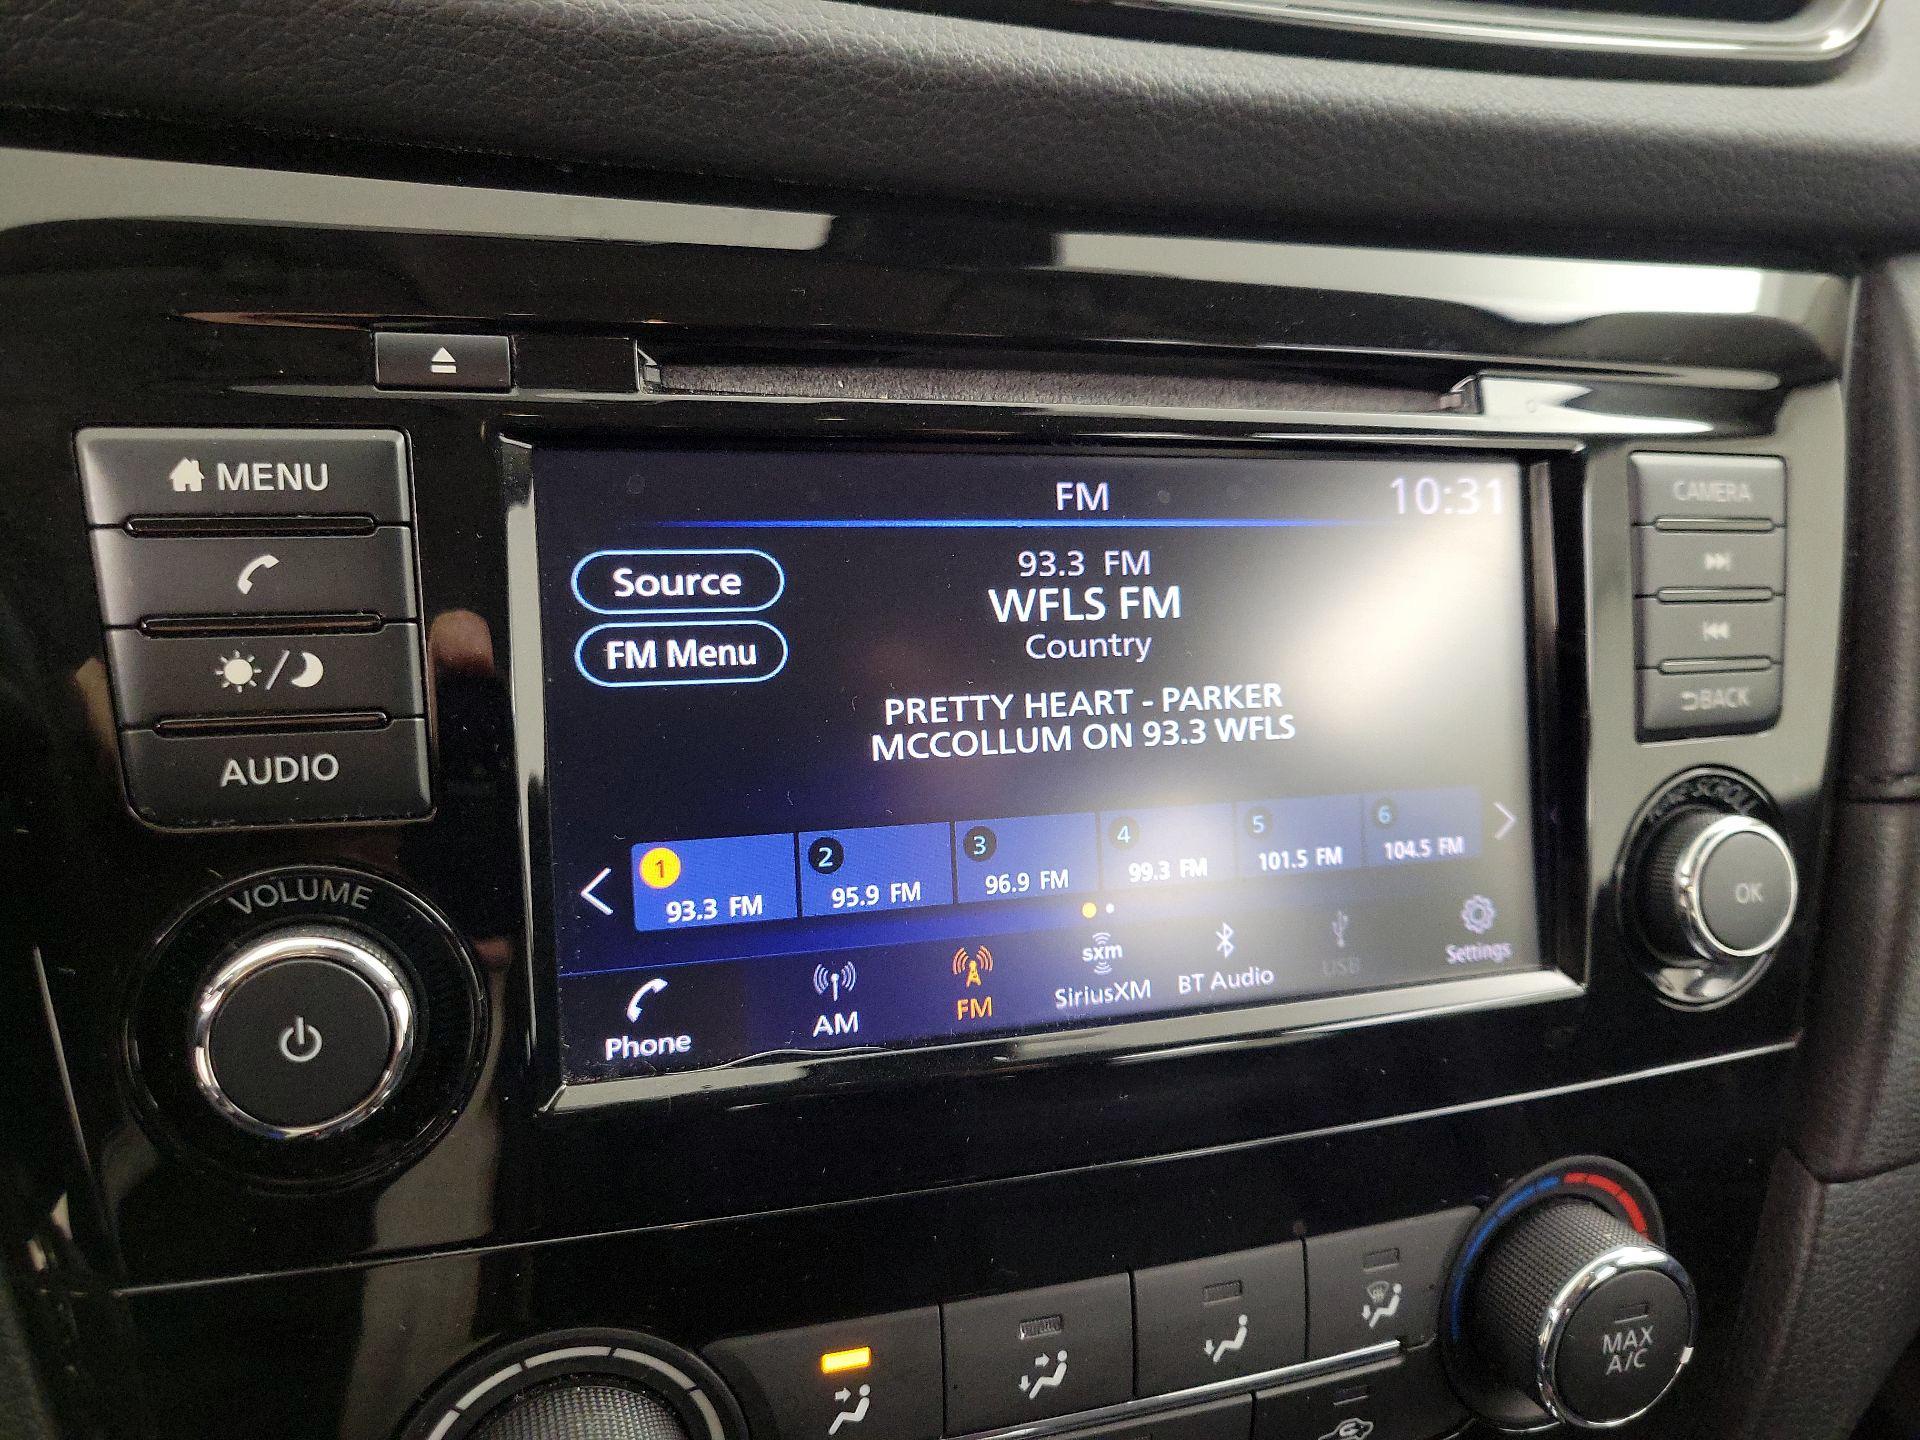 MENU
AUDIO
VOLUME
FM
10:31
Source
FM Menu
93.3 FM
WFLS FM
Country
PRETTY HEART - PARKER
MCCOLLUM ON 93.3 WFLS
1
93.3 FM
2
95.9 FM
3
96.9 FM
4
99.3 FM
5
101.5 FM
6
104.5 FM
Phone
AM
FM
sxm
SiriusXM
BT Audio
USB
Settings
CAMERA
BACK
OK
MAX
A/C